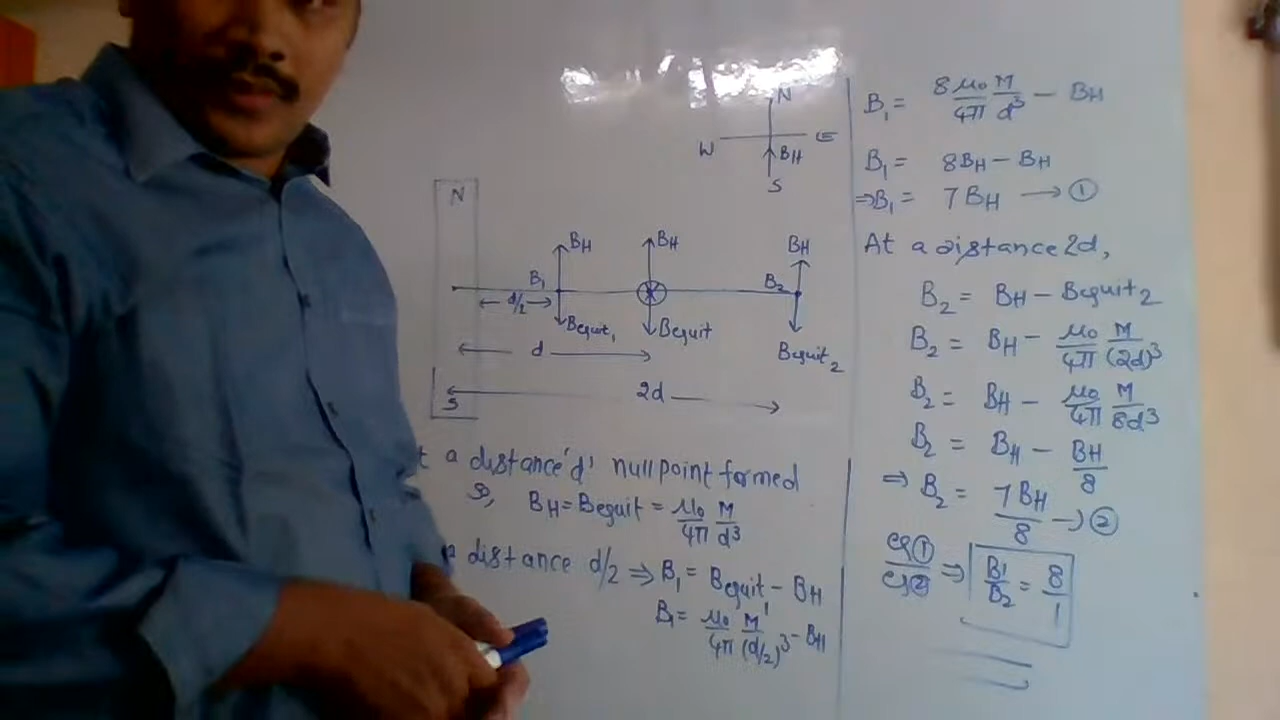 N
W E
BH
S
N
BH BH BH
B₁ B₂
d/2
Bequit₁ Bequit Bequit₂
d
S 2d
a distance 'd' null point formed
so, BH = Bequit = μ₀/4π M/d³
distance d/2 ⇒ B₁ = Bequit₁ - BH
B₁ = μ₀/4π M/(d/2)³ - BH
B₁ = 8 μ₀/4π M/d³ - BH
B₁ = 8BH - BH
⇒ B₁ = 7 BH → ①
At a distance 2d,
B₂ = BH - Bequit₂
B₂ = BH - μ₀/4π M/(2d)³
B₂ = BH - μ₀/4π M/8d³
B₂ = BH - BH/8
⇒ B₂ = 7BH/8 → ②
eq①/eq② ⇒ B₁/B₂ = 8/1